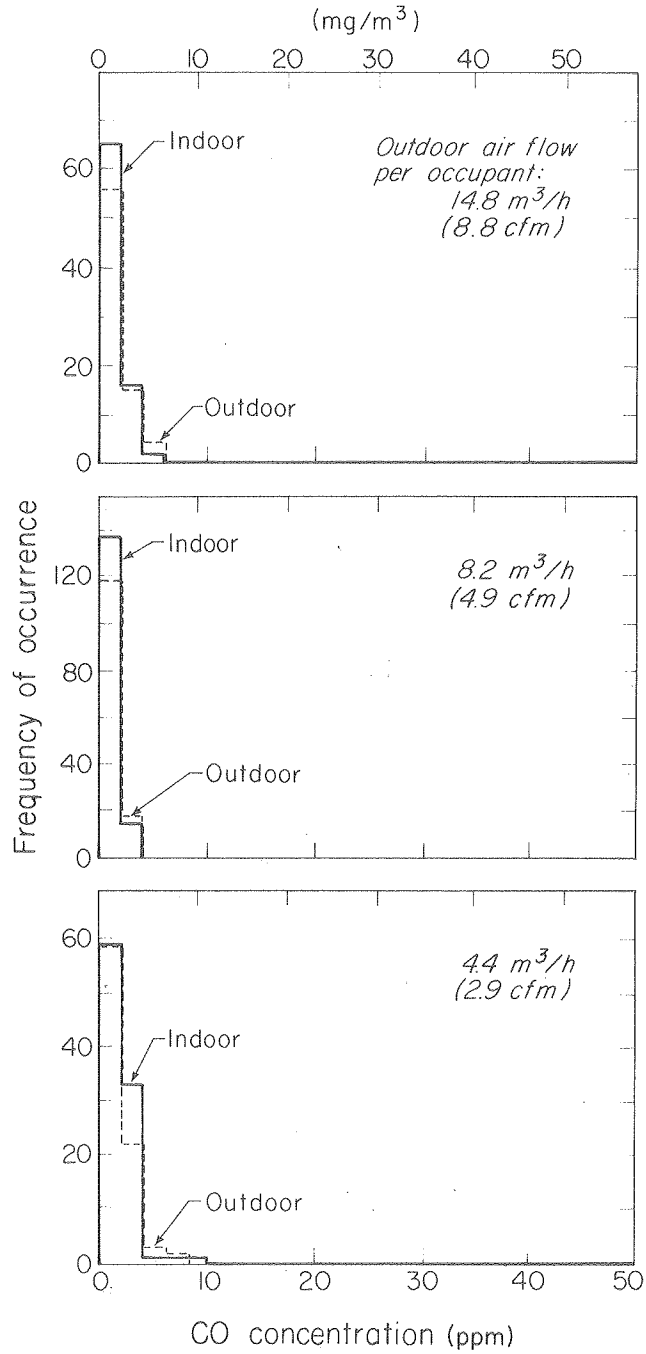 (mg/m³)
0 10 20 30 40 50
Indoor
Outdoor air flow
per occupant:
14.8 m³/h
(8.8 cfm)
60
40
20
0
Outdoor
Frequency of occurrence
Indoor
8.2 m³/h
(4.9 cfm)
120
80
40
0
Outdoor
60
40
20
0
4.4 m³/h
(2.9 cfm)
Indoor
Outdoor
0. 10 20 30 40 50
CO concentration (ppm)